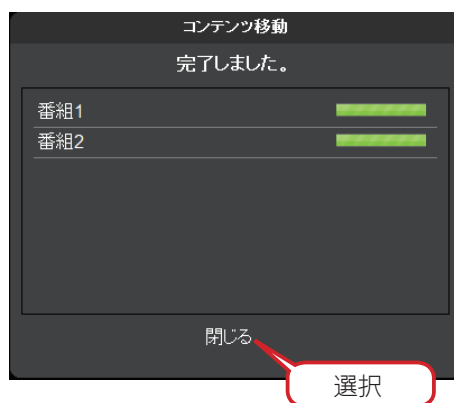 コンテンツ移動
完了しました。
番組1
番組2
閉じる
選択